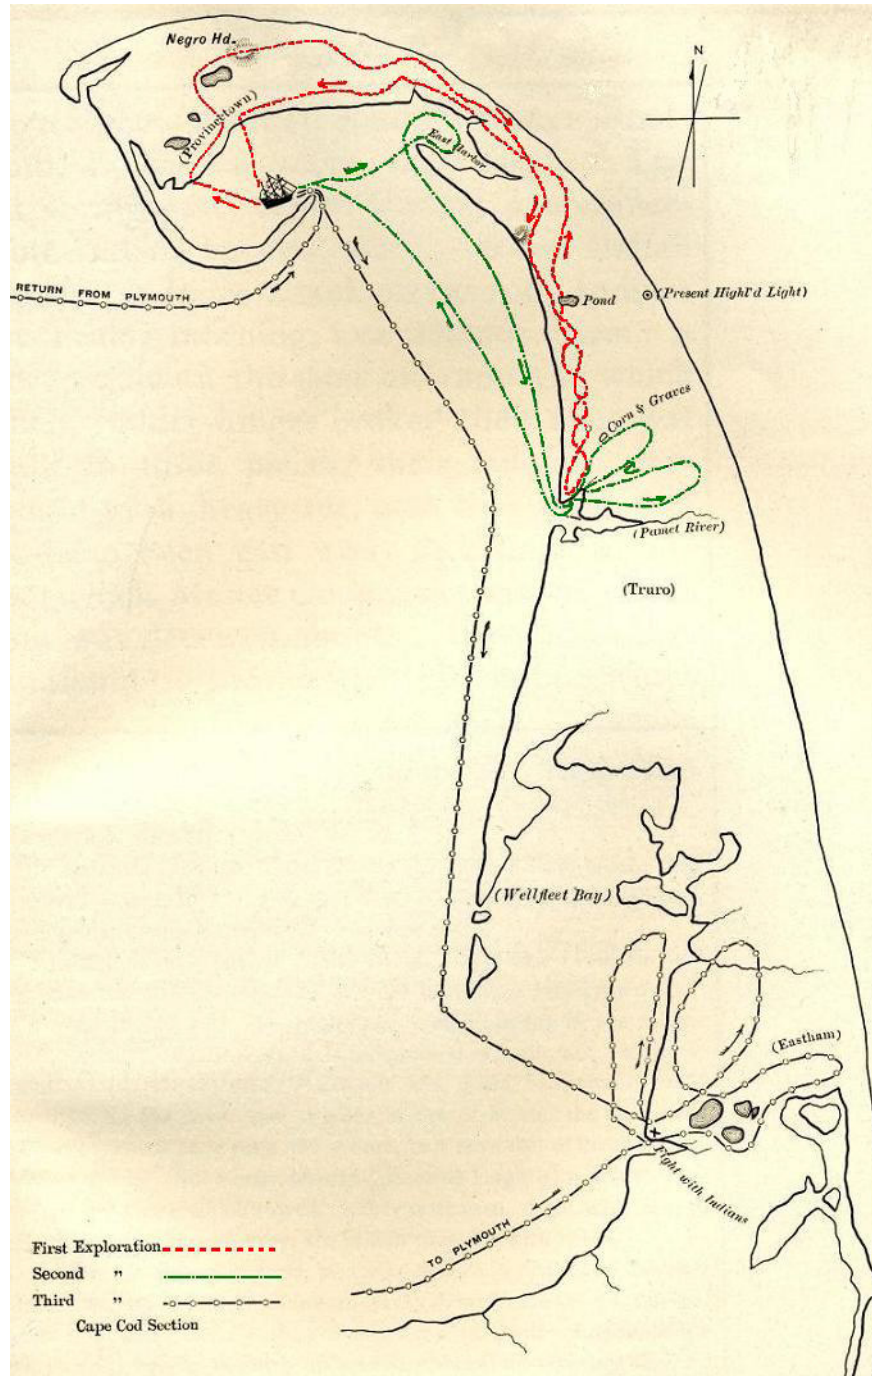 Negro Hd.
N
(Provincetown)
East Harbor
RETURN FROM PLYMOUTH
(Present Highl'd Light)
Pond
Corn & Graves
(Pamet River)
(Truro)
(Wellfleet Bay)
(Eastham)
Fight with Indians
TO PLYMOUTH
First Exploration
Second "
Third "
Cape Cod Section